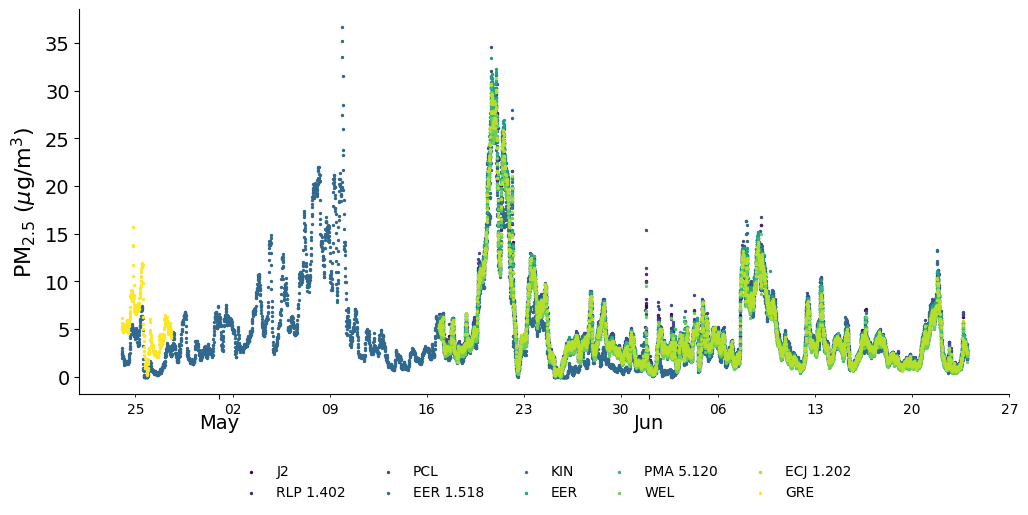 35
30
25
20
15
10
5
0
PM2.5 (μg/m3)
25 02 09 16 23 30 06 13 20 27
May Jun
J2 PCL KIN PMA 5.120 ECJ 1.202
RLP 1.402 EER 1.518 EER WEL GRE